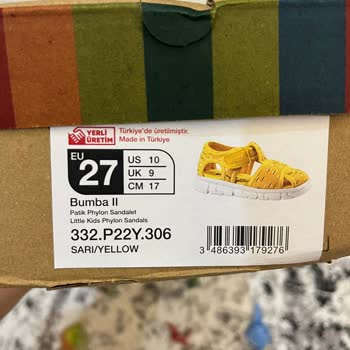 YERLİ
ÜRETİM
Türkiye'de üretilmiştir.
Made in Türkiye
EU
27
US 10
UK 9
CM 17
Bumba II
Patik Phylon Sandalet
Little Kids Phylon Sandals
332.P22Y.306
SARI/YELLOW
3 486393 179276